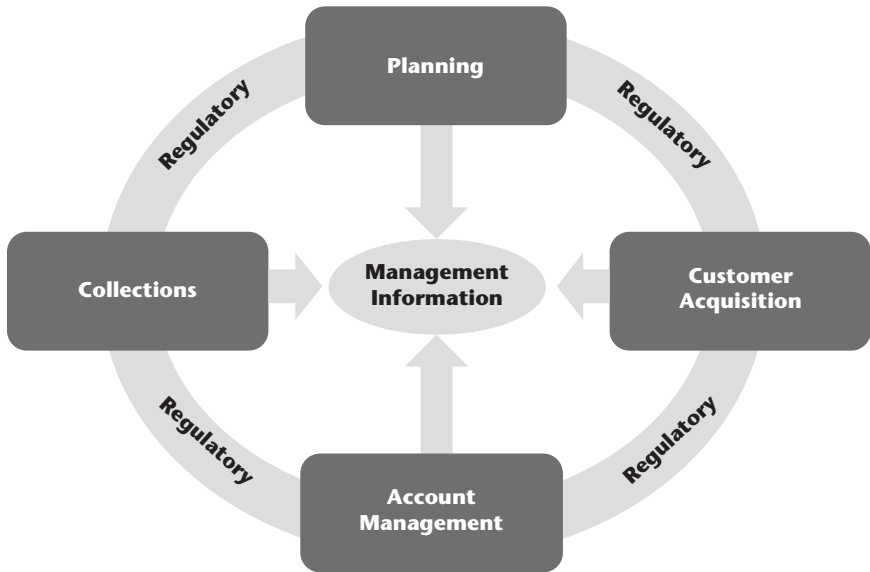 Planning
Regulatory
Regulatory
Collections
Management
Information
Customer
Acquisition
Regulatory
Regulatory
Account
Management